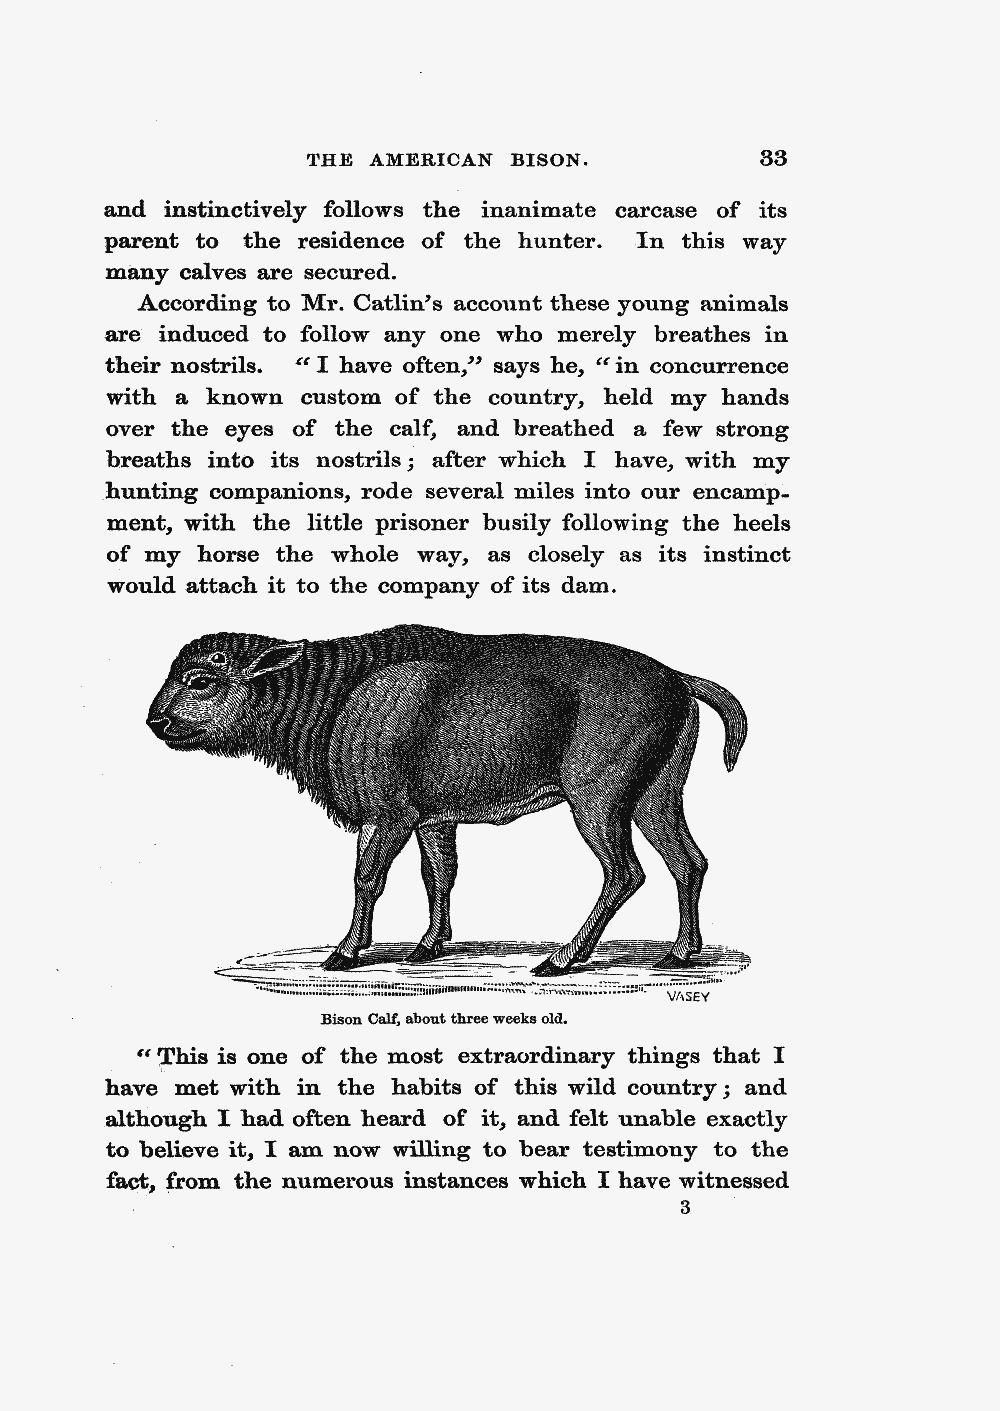 THE AMERICAN BISON. 33
and instinctively follows the inanimate carcase of its
parent to the residence of the hunter. In this way
many calves are secured.
According to Mr. Catlin’s account these young animals
are induced to follow any one who merely breathes in
their nostrils. “I have often,” says he, “in concurrence
with a known custom of the country, held my hands
over the eyes of the calf, and breathed a few strong
breaths into its nostrils; after which I have, with my
hunting companions, rode several miles into our encamp-
ment, with the little prisoner busily following the heels
of my horse the whole way, as closely as its instinct
would attach it to the company of its dam.
VASEY
Bison Calf, about three weeks old.
“This is one of the most extraordinary things that I
have met with in the habits of this wild country; and
although I had often heard of it, and felt unable exactly
to believe it, I am now willing to bear testimony to the
fact, from the numerous instances which I have witnessed
3